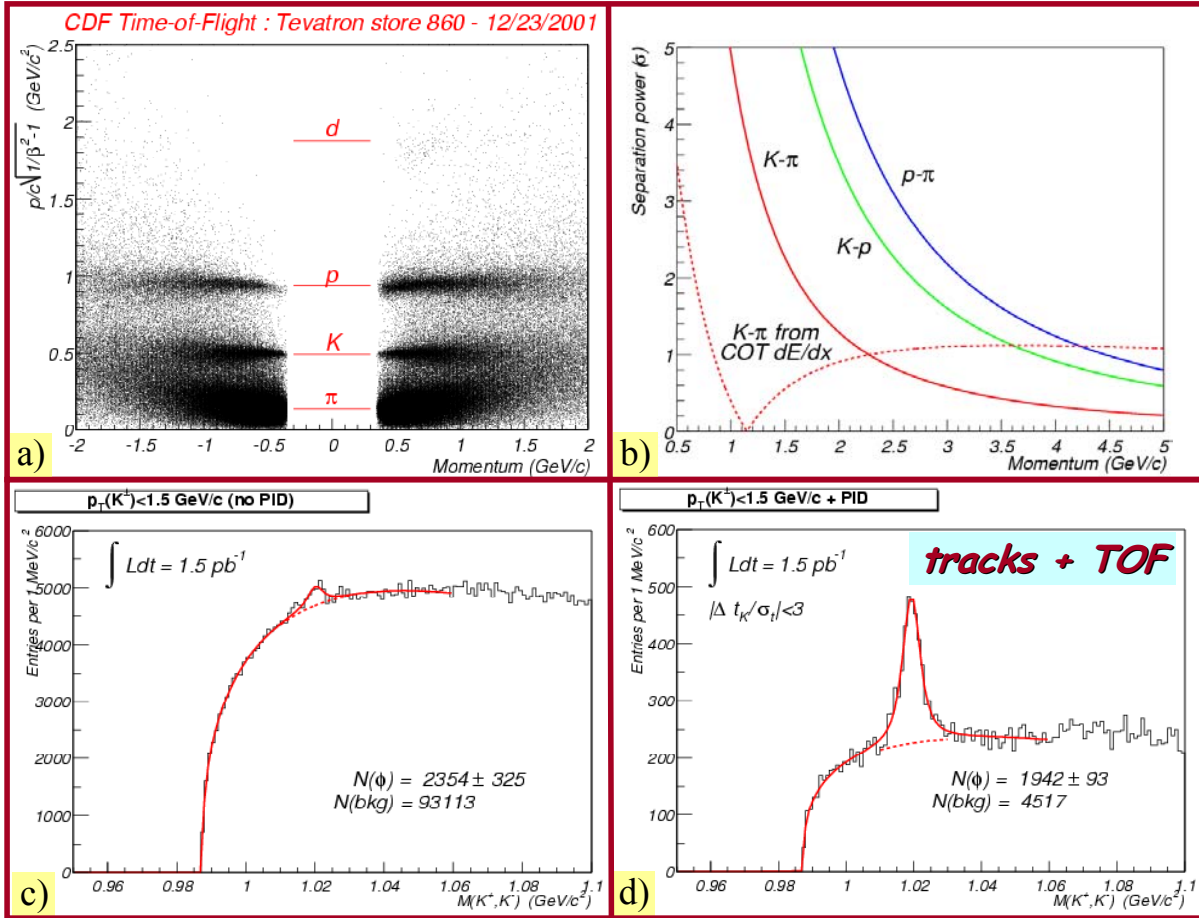 CDF Time-of-Flight : Tevatron store 860 - 12/23/2001
p/c√1/β²-1 (GeV/c²)
2.5
2
1.5
1
0.5
0
d
p
K
π
-2 -1.5 -1 -0.5 0 0.5 1 1.5 2
Momentum (GeV/c)
a)
Separation power (σ)
5
4
3
2
1
0
K-π
p-π
K-p
K-π from
COT dE/dx
0.5 1 1.5 2 2.5 3 3.5 4 4.5 5
Momentum (GeV/c)
b)
p_T(K^±)<1.5 GeV/c (no PID)
Entries per 1 MeV/c²
6000
5000
4000
3000
2000
1000
0
∫ Ldt = 1.5 pb⁻¹
N(ϕ) = 2354 ± 325
N(bkg) = 93113
0.96 0.98 1 1.02 1.04 1.06 1.08 1.1
M(K⁺,K⁻) (GeV/c²)
c)
p_T(K^±)<1.5 GeV/c + PID
Entries per 1 MeV/c²
600
500
400
300
200
100
0
∫ Ldt = 1.5 pb⁻¹
|Δ t_K/σ_t|<3
tracks + TOF
N(ϕ) = 1942 ± 93
N(bkg) = 4517
0.96 0.98 1 1.02 1.04 1.06 1.08 1.1
M(K⁺,K⁻) (GeV/c²)
d)